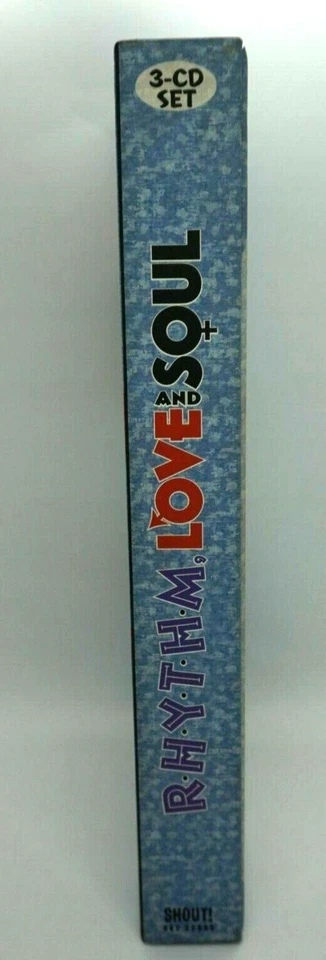 3-CD
SET
R·H·Y·T·H·M, LOVE AND SOUL
SHOUT!